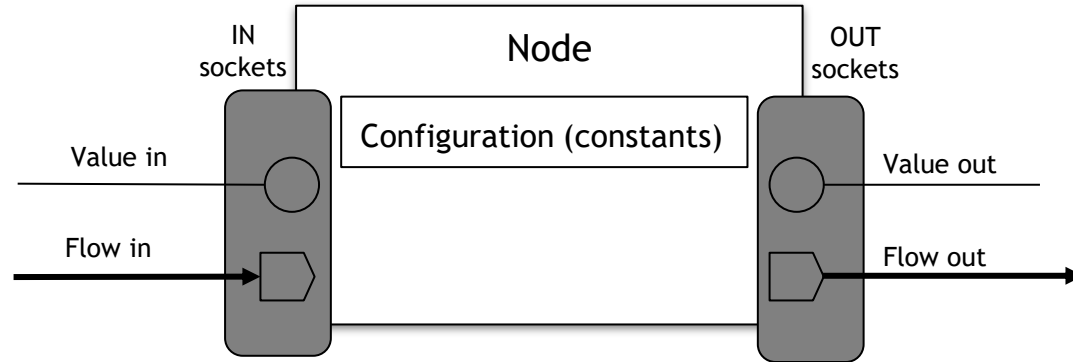 IN
sockets
Node
OUT
sockets
Configuration (constants)
Value in
Value out
Flow in
Flow out